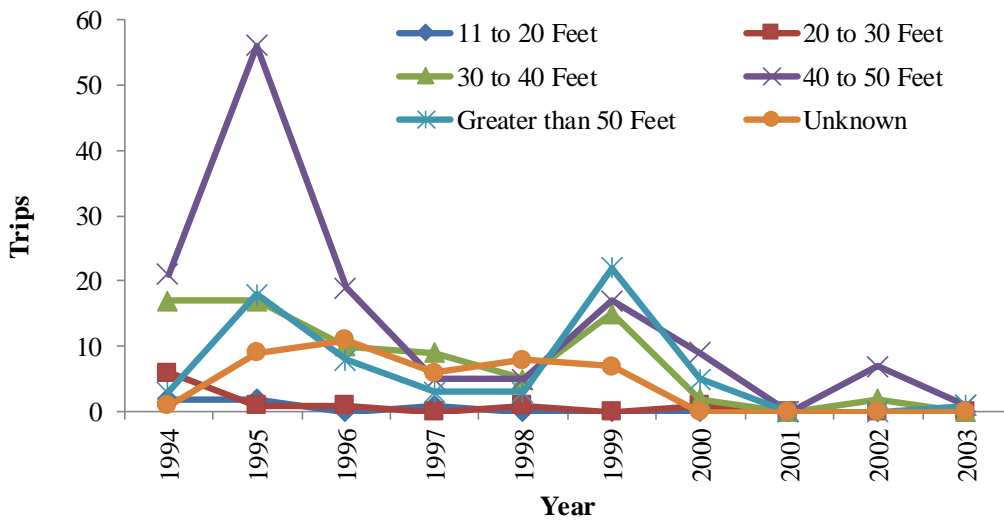 60
50
40
30
20
10
0
Trips
11 to 20 Feet
20 to 30 Feet
30 to 40 Feet
40 to 50 Feet
Greater than 50 Feet
Unknown
1994
1995
1996
1997
1998
1999
2000
2001
2002
2003
Year